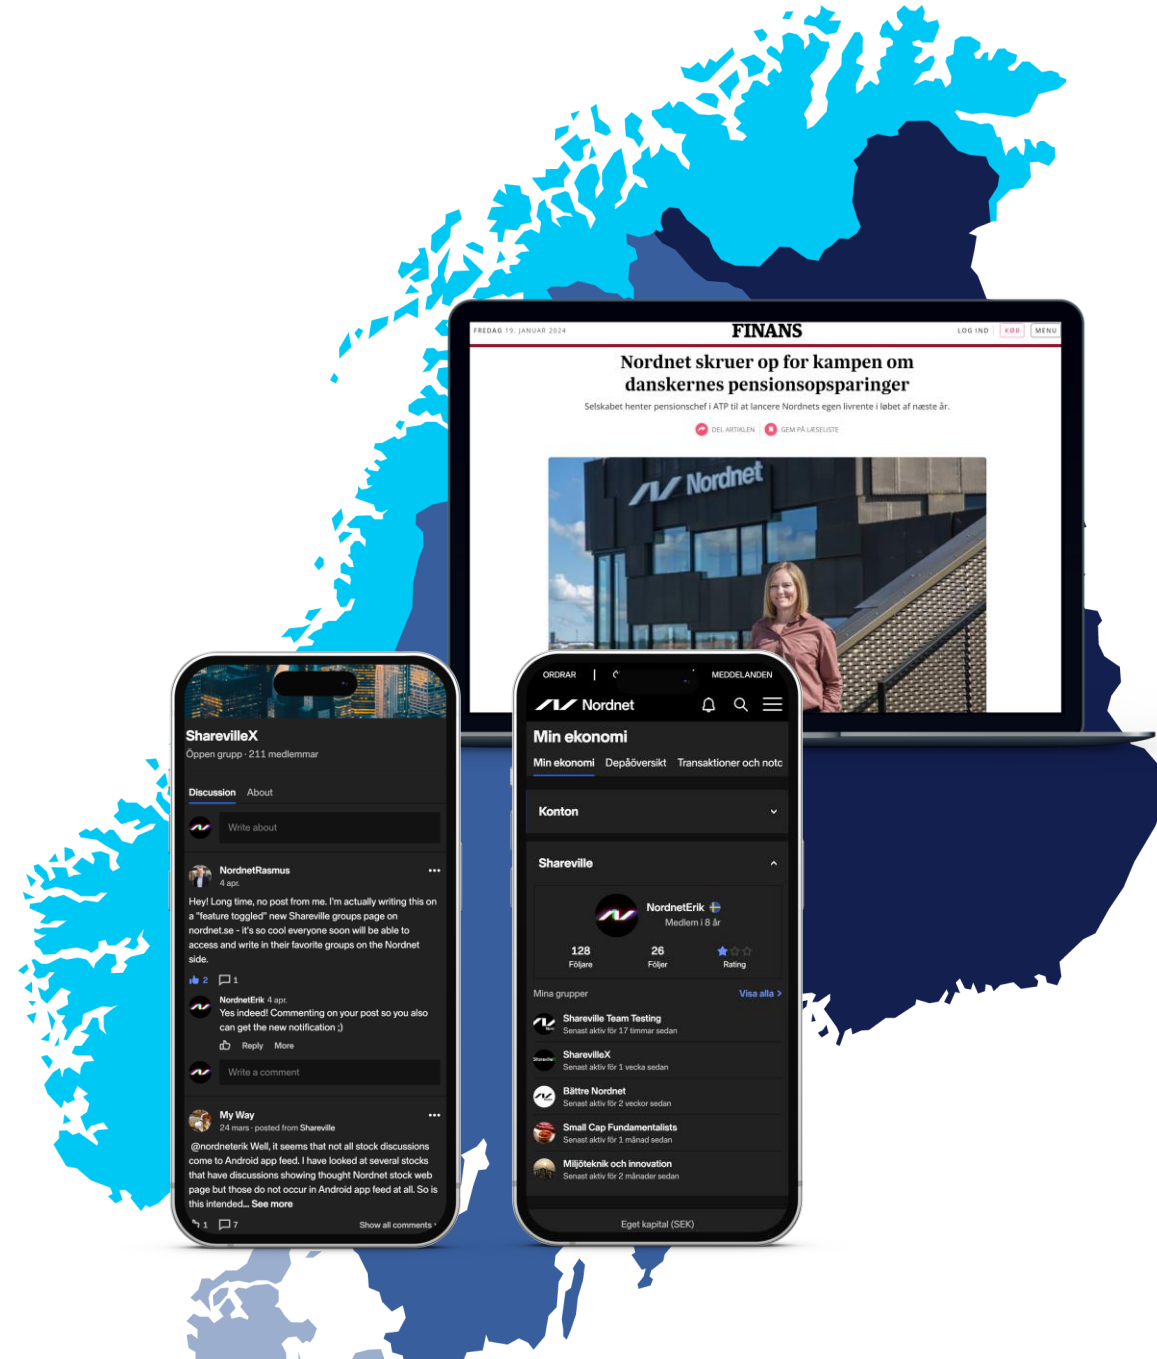 FREDAG 19. JANUAR 2024
FINANS
LOG IND
KØB
MENU
Nordnet skruer op for kampen om
danskernes pensionsopsparinger
Selskabet henter pensionschef i ATP til at lancere Nordnets egen livrente i løbet af næste år.
DEL ARTIKLEN
GEM PÅ LÆSELISTE
Nordnet
SharevilleX
Öppen grupp · 211 medlemmar
Discussion About
Write about
NordnetRasmus
4 apr.
Hey! Long time, no post from me. I'm actually writing this on
a "feature toggled" new Shareville groups page on
nordnet.se - it's so cool everyone soon will be able to
access and write in their favorite groups on the Nordnet
side.
2 1
NordnetErik 4 apr.
Yes indeed! Commenting on your post so you also
can get the new notification ;)
Reply More
Write a comment
My Way
24 mars · posted from Shareville
@nordneterik Well, it seems that not all stock discussions
come to Android app feed. I have looked at several stocks
that have discussions showing thought Nordnet stock web
page but those do not occur in Android app feed at all. So is
this intended... See more
1 7 Show all comments
ORDRAR
MEDDELANDEN
Nordnet
Min ekonomi
Min ekonomi Depåöversikt Transaktioner och notc
Konton
Shareville
NordnetErik
Medlem i 8 år
128 26
Följare Följer Rating
Mina grupper Visa alla >
Shareville Team Testing
Senast aktiv för 17 timmar sedan
SharevilleX
Senast aktiv för 1 vecka sedan
Bättre Nordnet
Senast aktiv för 2 veckor sedan
Small Cap Fundamentalists
Senast aktiv för 1 månad sedan
Miljöteknik och innovation
Senast aktiv för 2 månader sedan
Eget kapital (SEK)